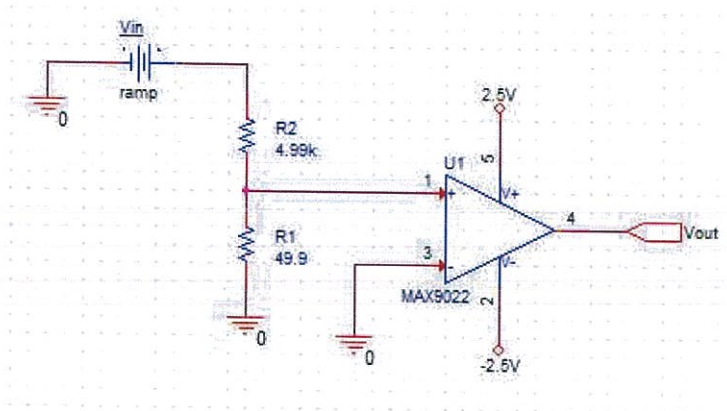 Vin
ramp
0
R2
4.99k
R1
49.9
0
2.5V
U1
5
1
+
V+
4
Vout
3
-
V-
MAX9022
2
0
-2.5V